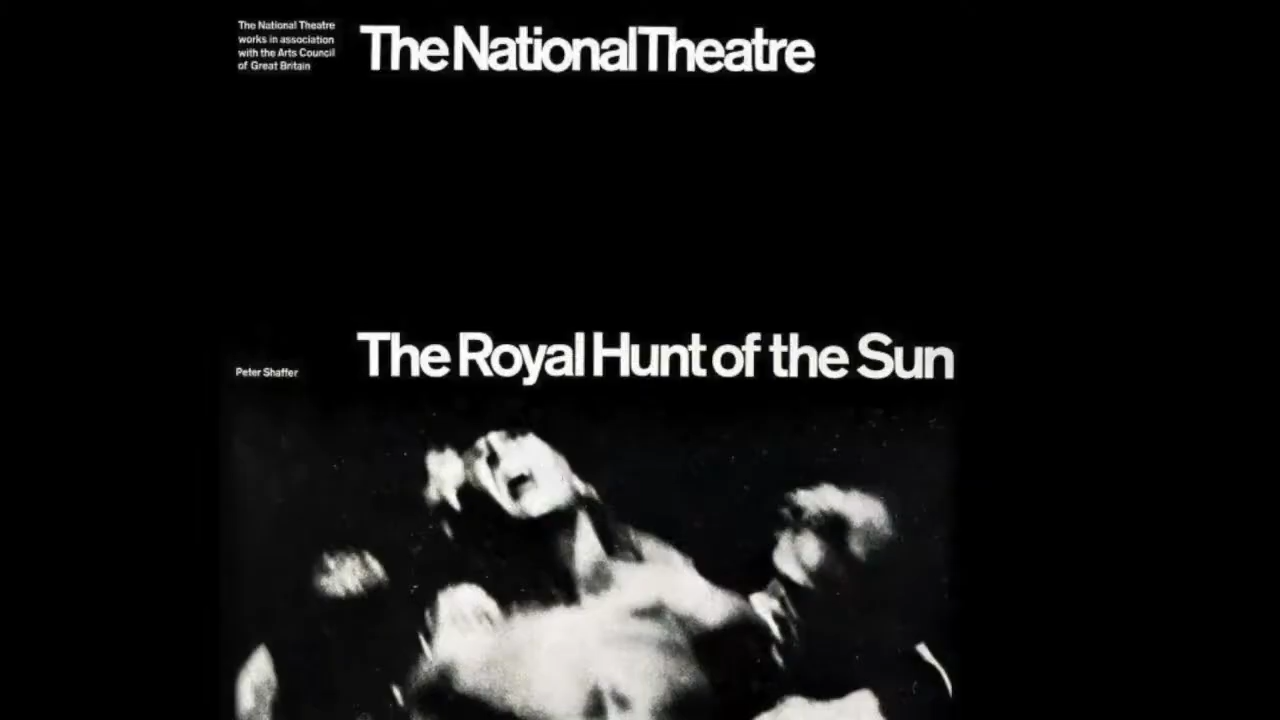 The National Theatre
works in association
with the Arts Council
of Great Britain
The National Theatre
Peter Shaffer
The Royal Hunt of the Sun